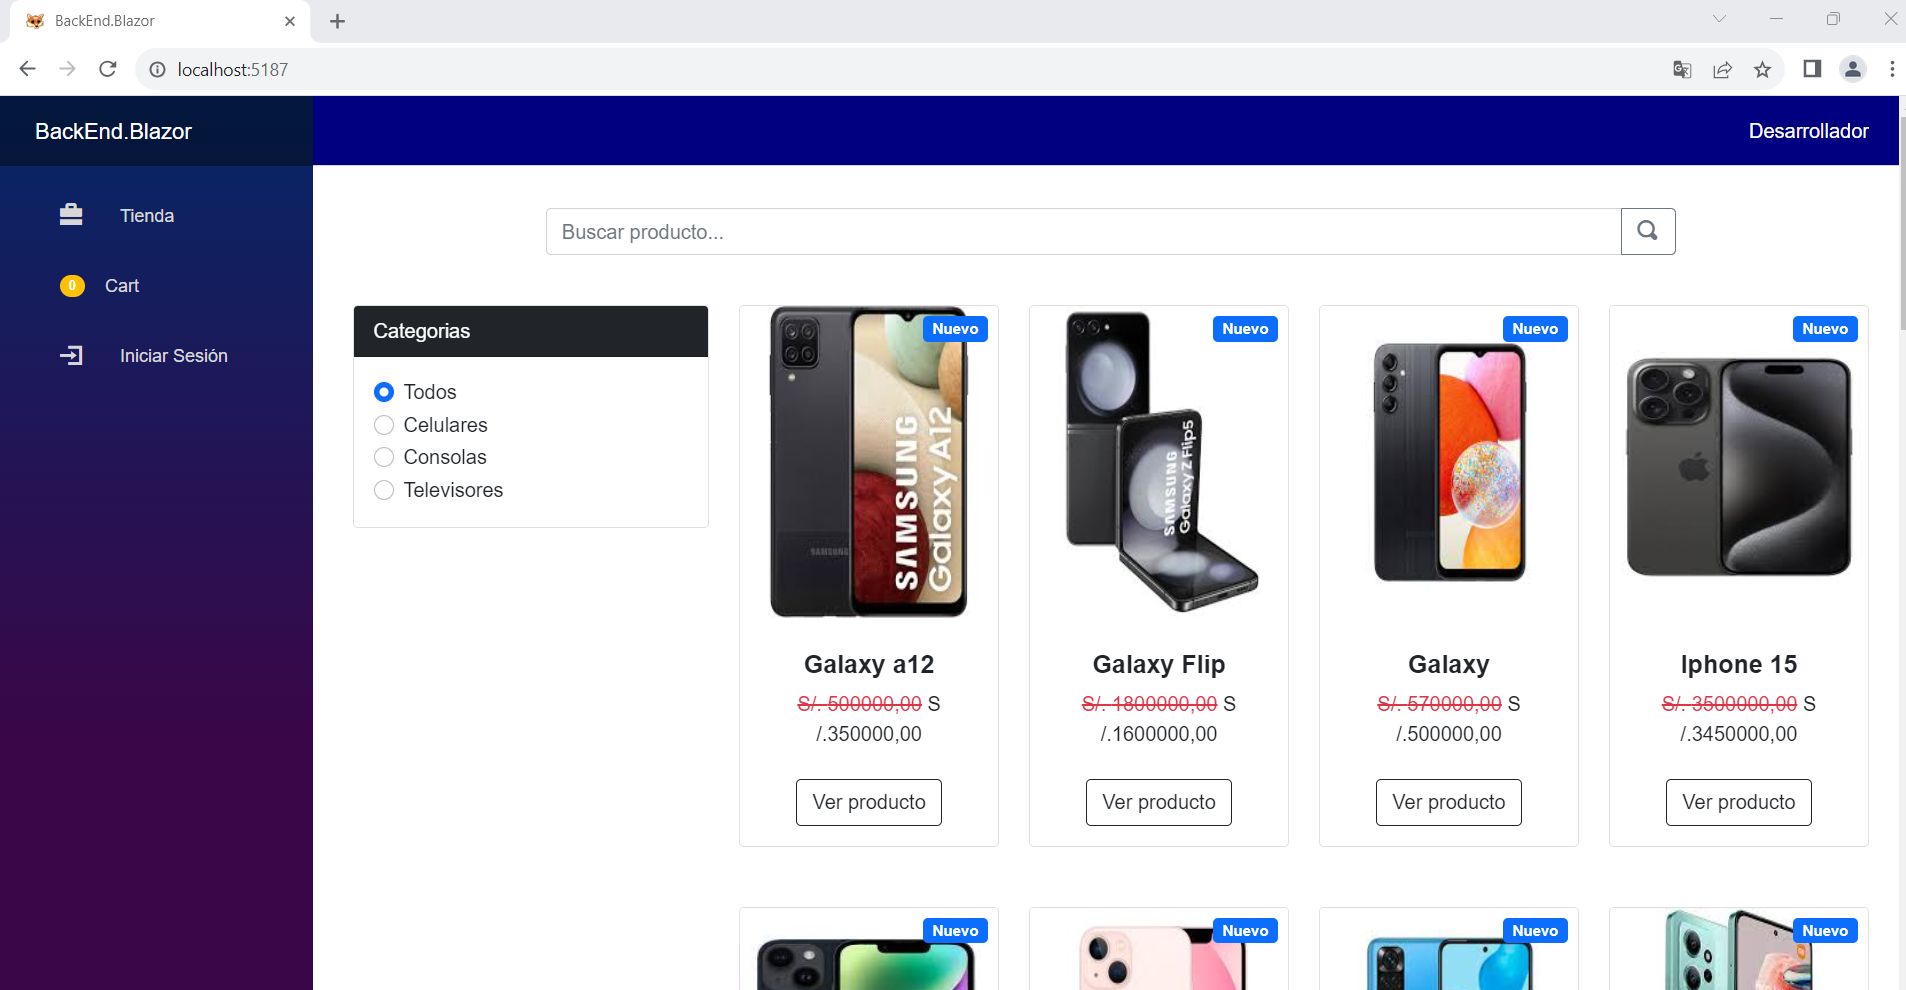 BackEnd.Blazor
localhost:5187
BackEnd.Blazor
Desarrollador
Tienda
0 Cart
Iniciar Sesión
Buscar producto...
Categorias
Todos
Celulares
Consolas
Televisores
Nuevo
SAMSUNG
SAMSUNG
Galaxy A12
Galaxy a12
S/. 500000,00 S
/.350000,00
Ver producto
Nuevo
SAMSUNG
Galaxy Z Flip5
Galaxy Flip
S/. 1800000,00 S
/.1600000,00
Ver producto
Nuevo
Galaxy
S/. 570000,00 S
/.500000,00
Ver producto
Nuevo
Iphone 15
S/. 3500000,00 S
/.3450000,00
Ver producto
Nuevo
Nuevo
Nuevo
Nuevo